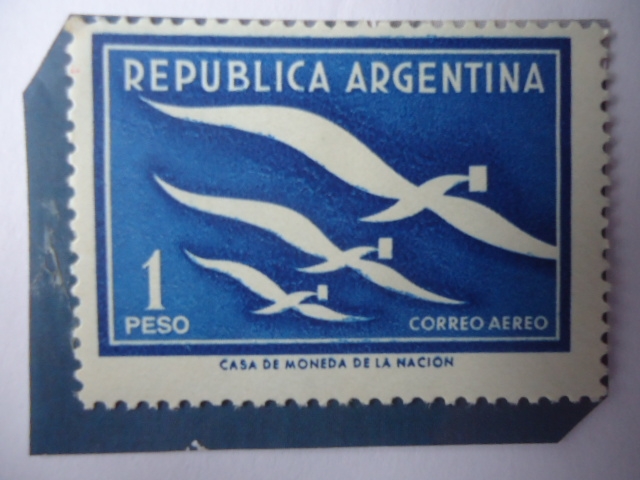 REPUBLICA ARGENTINA
1
PESO
CORREO AEREO
CASA DE MONEDA DE LA NACION